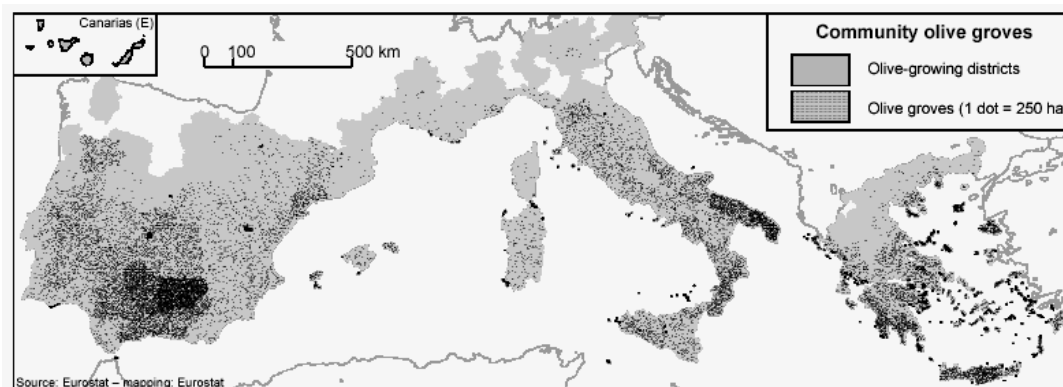 Canarias (E)
0 100 500 km
Community olive groves
Olive-growing districts
Olive groves (1 dot = 250 ha
Source: Eurostat – mapping: Eurostat